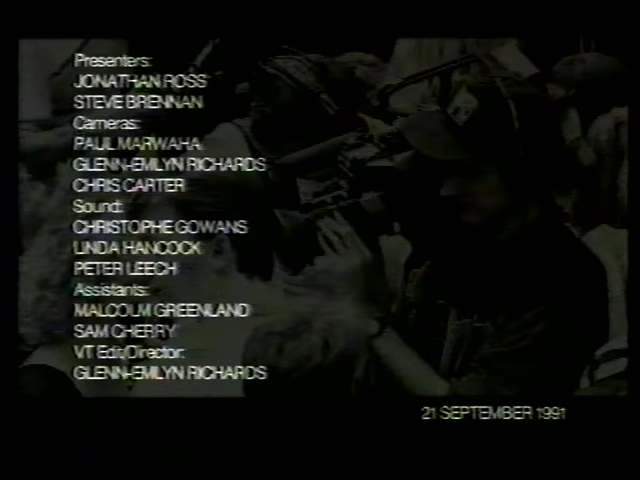 Presenters:
JONATHAN ROSS
STEVE BRENNAN
Cameras:
PAUL MARWAHA
GLENN-EMLYN RICHARDS
CHRIS CARTER
Sound:
CHRISTOPHE GOWANS
LINDA HANCOCK
PETER LEECH
Assistants:
MALCOLM GREENLAND
SAM CHERRY
VT Edit/Director:
GLENN-EMLYN RICHARDS
21 SEPTEMBER 1991